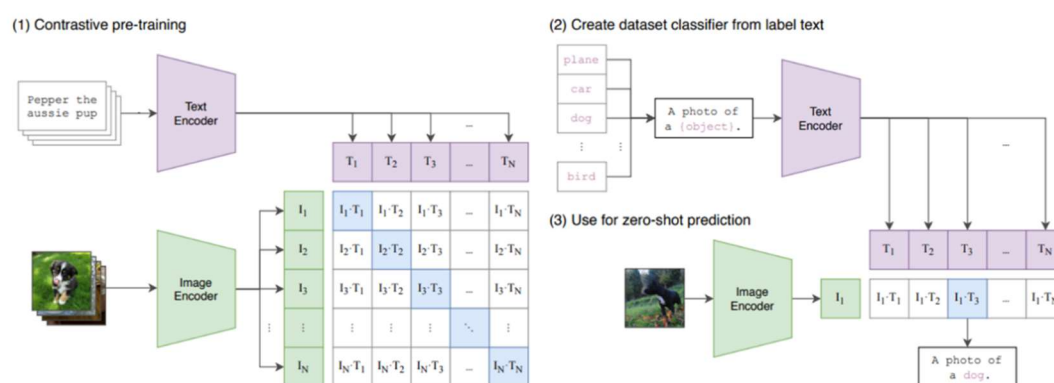 (1) Contrastive pre-training
Pepper the
aussie pup
Text
Encoder
...
T1 T2 T3 ... TN
I1 I1·T1 I1·T2 I1·T3 ... I1·TN
I2 I2·T1 I2·T2 I2·T3 ... I2·TN
I3 I3·T1 I3·T2 I3·T3 ... I3·TN
⋮ ⋮ ⋮ ⋮ ⋮ ⋱ ⋮
IN IN·T1 IN·T2 IN·T3 ... IN·TN
Image
Encoder
(2) Create dataset classifier from label text
plane
car
dog
⋮ ⋮
bird
A photo of
a {object}.
Text
Encoder
...
(3) Use for zero-shot prediction
Image
Encoder
T1 T2 T3 ... TN
I1 I1·T1 I1·T2 I1·T3 ...
A photo of
a dog.